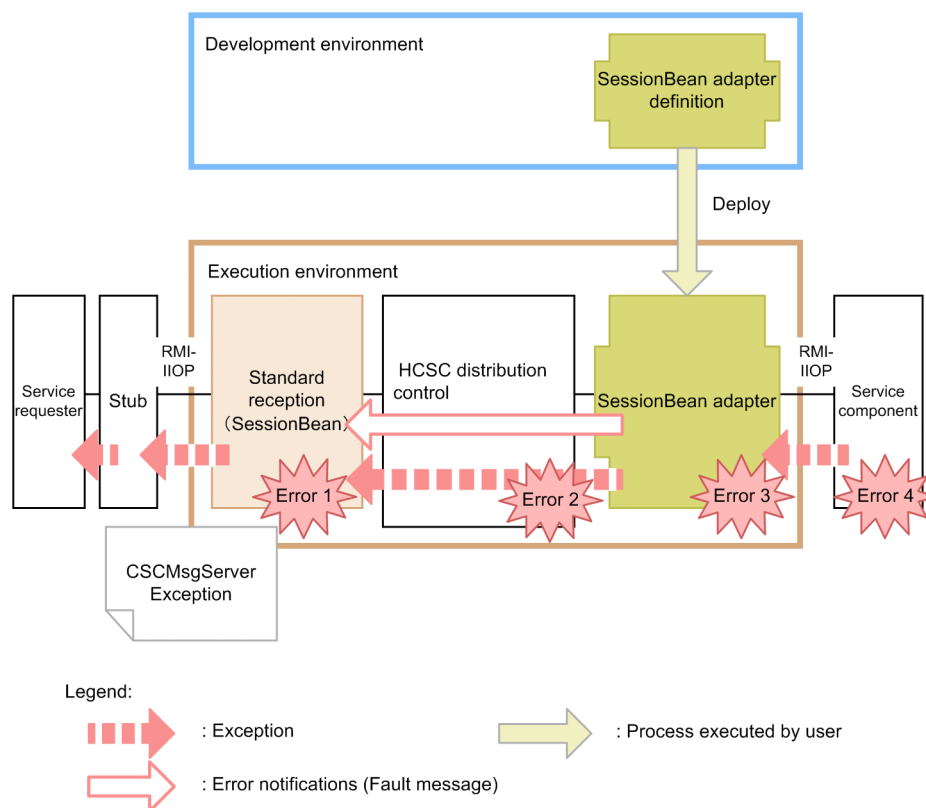 Development environment
SessionBean adapter
definition
Deploy
Execution environment
Service
requester
Stub
RMI-
IIOP
Standard
reception
(SessionBean)
HCSC distribution
control
SessionBean adapter
RMI-
IIOP
Service
component
Error 1
Error 2
Error 3
Error 4
CSCMsgServer
Exception
Legend:
: Exception
: Process executed by user
: Error notifications (Fault message)